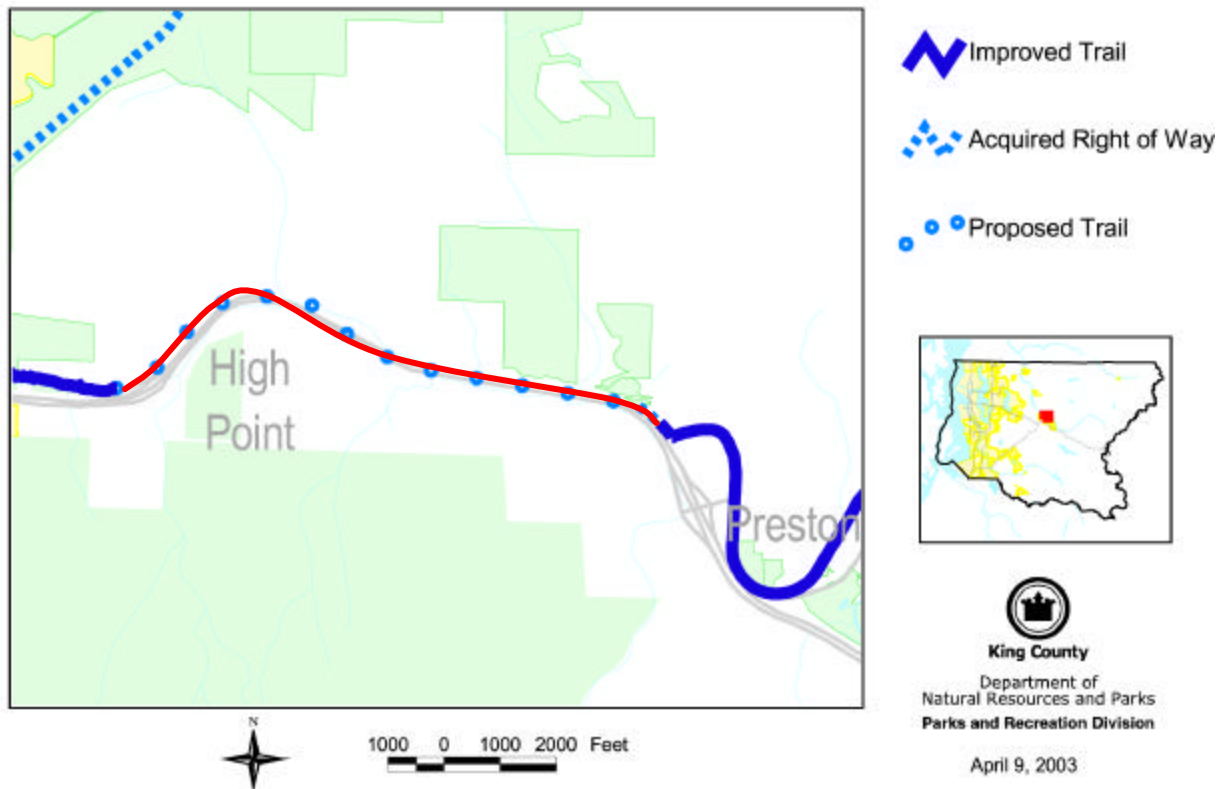 Improved Trail
Acquired Right of Way
Proposed Trail
High
Point
Preston
N
1000 0 1000 2000 Feet
King County
Department of
Natural Resources and Parks
Parks and Recreation Division
April 9, 2003